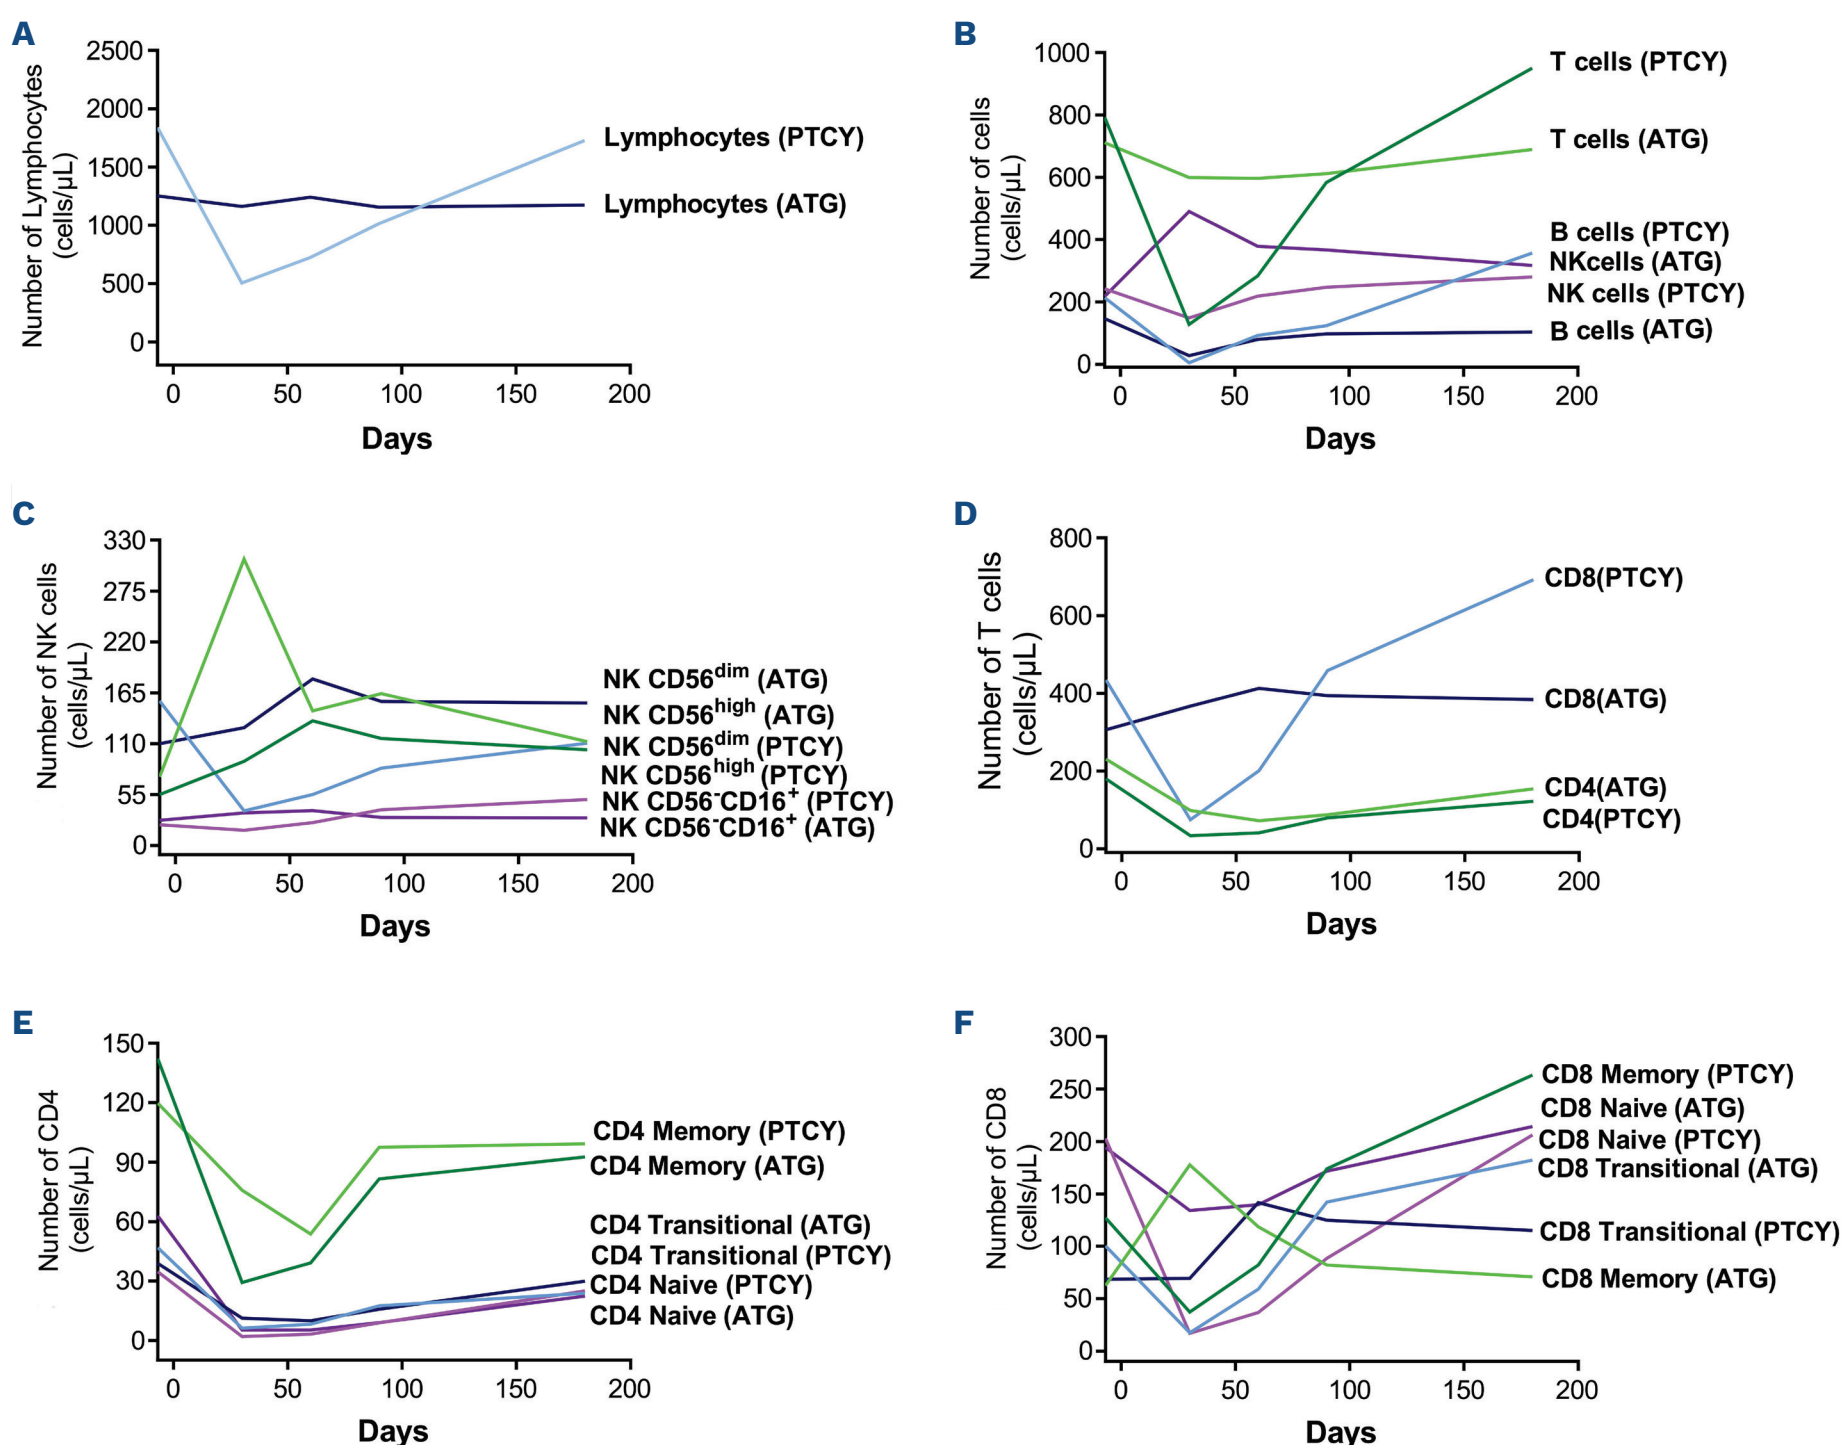 A
Number of Lymphocytes
(cells/µL)
2500
2000
1500
1000
500
0
Lymphocytes (PTCY)
Lymphocytes (ATG)
0 50 100 150 200
Days
B
Number of cells
(cells/µL)
1000
800
600
400
200
0
T cells (PTCY)
T cells (ATG)
B cells (PTCY)
NKcells (ATG)
NK cells (PTCY)
B cells (ATG)
0 50 100 150 200
Days
C
Number of NK cells
(cells/µL)
330
275
220
165
110
55
0
NK CD56dim (ATG)
NK CD56high (ATG)
NK CD56dim (PTCY)
NK CD56high (PTCY)
NK CD56-CD16+ (PTCY)
NK CD56-CD16+ (ATG)
0 50 100 150 200
Days
D
Number of T cells
(cells/µL)
800
600
400
200
0
CD8(PTCY)
CD8(ATG)
CD4(ATG)
CD4(PTCY)
0 50 100 150 200
Days
E
Number of CD4
(cells/µL)
150
120
90
60
30
0
CD4 Memory (PTCY)
CD4 Memory (ATG)
CD4 Transitional (ATG)
CD4 Transitional (PTCY)
CD4 Naive (PTCY)
CD4 Naive (ATG)
0 50 100 150 200
Days
F
Number of CD8
(cells/µL)
300
250
200
150
100
50
0
CD8 Memory (PTCY)
CD8 Naive (ATG)
CD8 Naive (PTCY)
CD8 Transitional (ATG)
CD8 Transitional (PTCY)
CD8 Memory (ATG)
0 50 100 150 200
Days